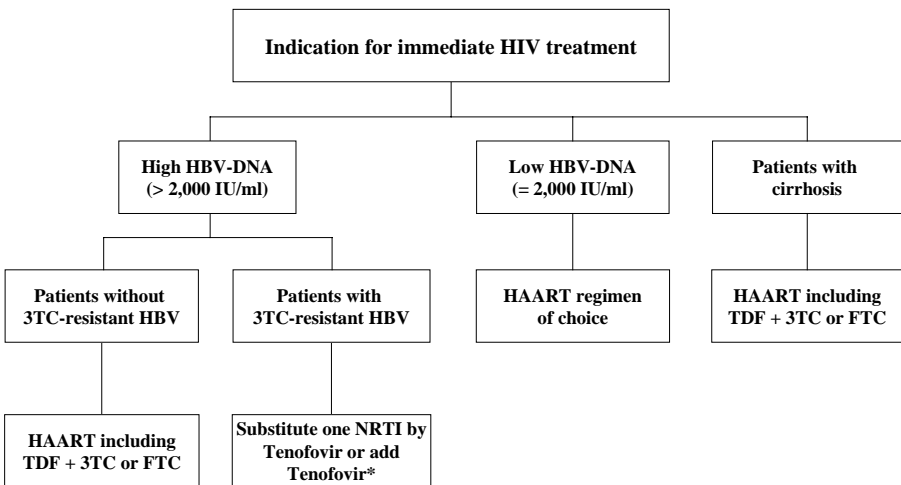 Indication for immediate HIV treatment
High HBV-DNA
(> 2,000 IU/ml)
Low HBV-DNA
(= 2,000 IU/ml)
Patients with
cirrhosis
Patients without
3TC-resistant HBV
Patients with
3TC-resistant HBV
HAART regimen
of choice
HAART including
TDF + 3TC or FTC
HAART including
TDF + 3TC or FTC
Substitute one NRTI by
Tenofovir or add
Tenofovir*